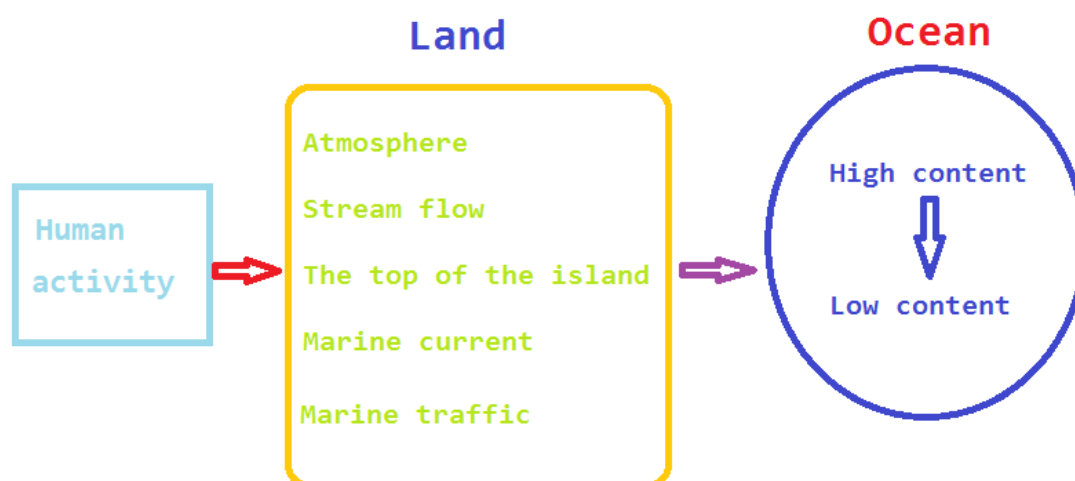 Land
Ocean
Human
activity
Atmosphere
Stream flow
The top of the island
Marine current
Marine traffic
High content
Low content